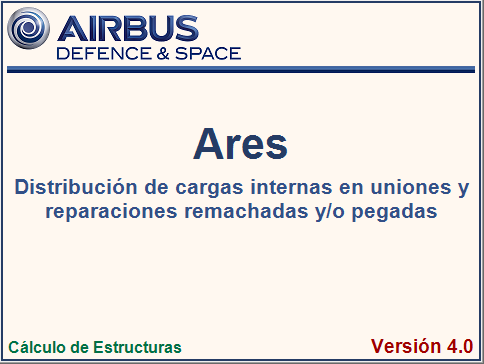 AIRBUS
DEFENCE & SPACE
Ares
Distribución de cargas internas en uniones y
reparaciones remachadas y/o pegadas
Cálculo de Estructuras
Versión 4.0